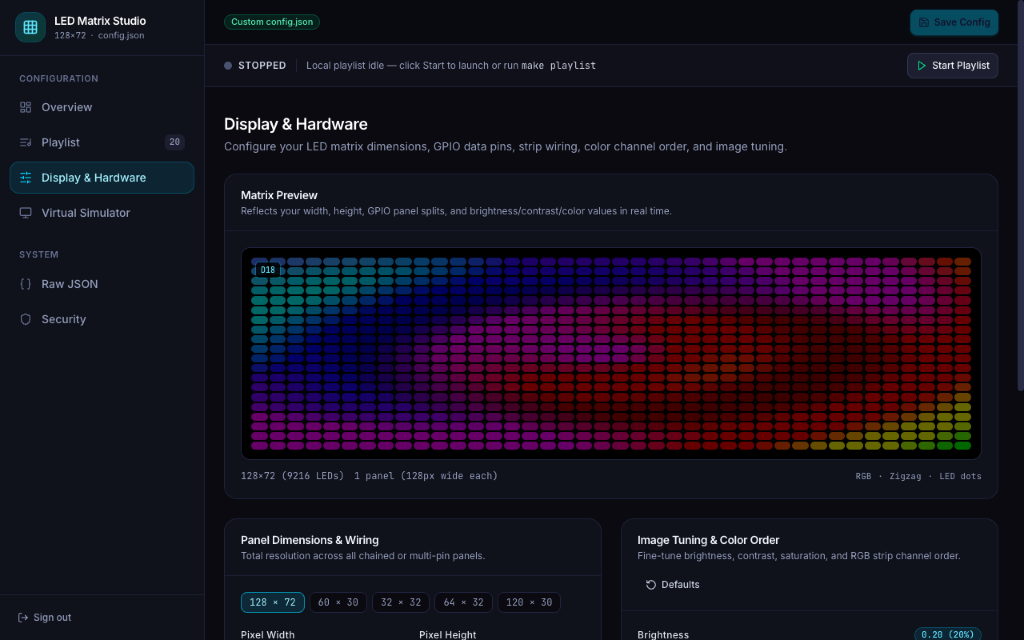 LED Matrix Studio
128×72 · config.json
CONFIGURATION
Overview
Playlist 20
Display & Hardware
Virtual Simulator
SYSTEM
Raw JSON
Security
Sign out
Custom config.json
Save Config
STOPPED Local playlist idle — click Start to launch or run make playlist
Start Playlist
Display & Hardware
Configure your LED matrix dimensions, GPIO data pins, strip wiring, color channel order, and image tuning.
Matrix Preview
Reflects your width, height, GPIO panel splits, and brightness/contrast/color values in real time.
D18
128×72 (9216 LEDs) 1 panel (128px wide each)
RGB · Zigzag · LED dots
Panel Dimensions & Wiring
Total resolution across all chained or multi-pin panels.
128 × 72 60 × 30 32 × 32 64 × 32 120 × 30
Pixel Width Pixel Height
Image Tuning & Color Order
Fine-tune brightness, contrast, saturation, and RGB strip channel order.
Defaults
Brightness 0.20 (20%)